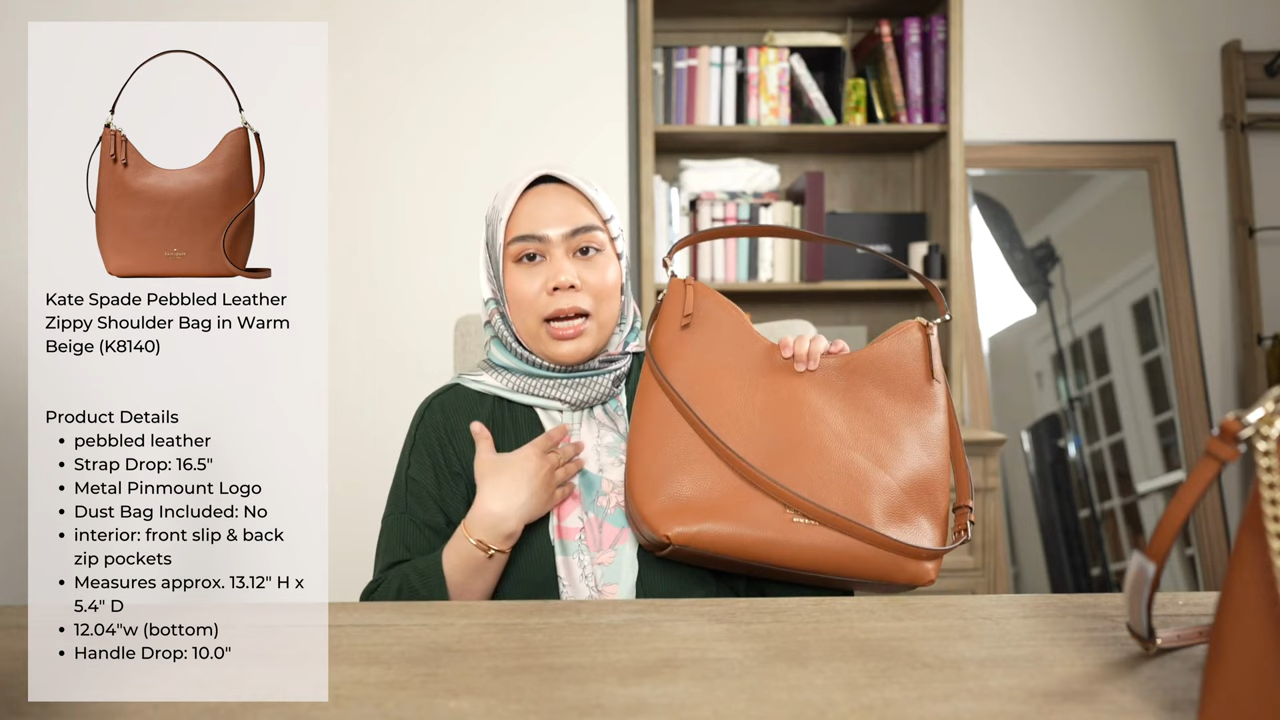 Kate Spade Pebbled Leather
Zippy Shoulder Bag in Warm
Beige (K8140)
Product Details
• pebbled leather
• Strap Drop: 16.5"
• Metal Pinmount Logo
• Dust Bag Included: No
• interior: front slip & back
zip pockets
• Measures approx. 13.12" H x
5.4" D
• 12.04"w (bottom)
• Handle Drop: 10.0"